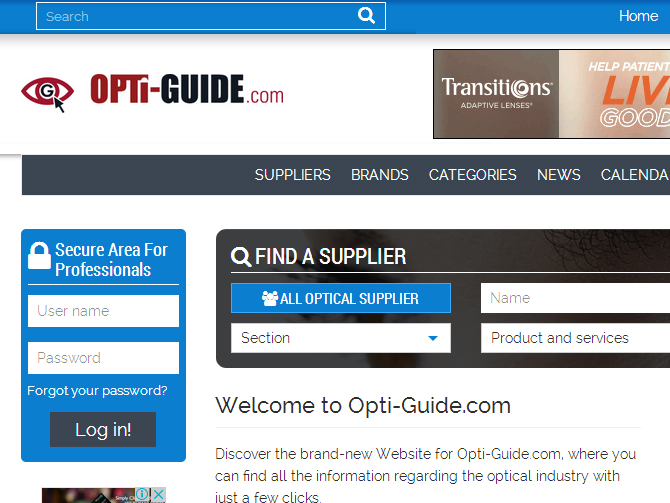 Search
Home
G
OPTi-GUIDE.com
Transitions®
ADAPTIVE LENSES®
HELP PATIENT
LIV
GOOD
SUPPLIERS BRANDS CATEGORIES NEWS CALENDA
Secure Area For
Professionals
User name
Password
Forgot your password?
Log in!
FIND A SUPPLIER
ALL OPTICAL SUPPLIER
Name
Section
Product and services
Welcome to Opti-Guide.com
Discover the brand-new Website for Opti-Guide.com, where you
can find all the information regarding the optical industry with
just a few clicks.